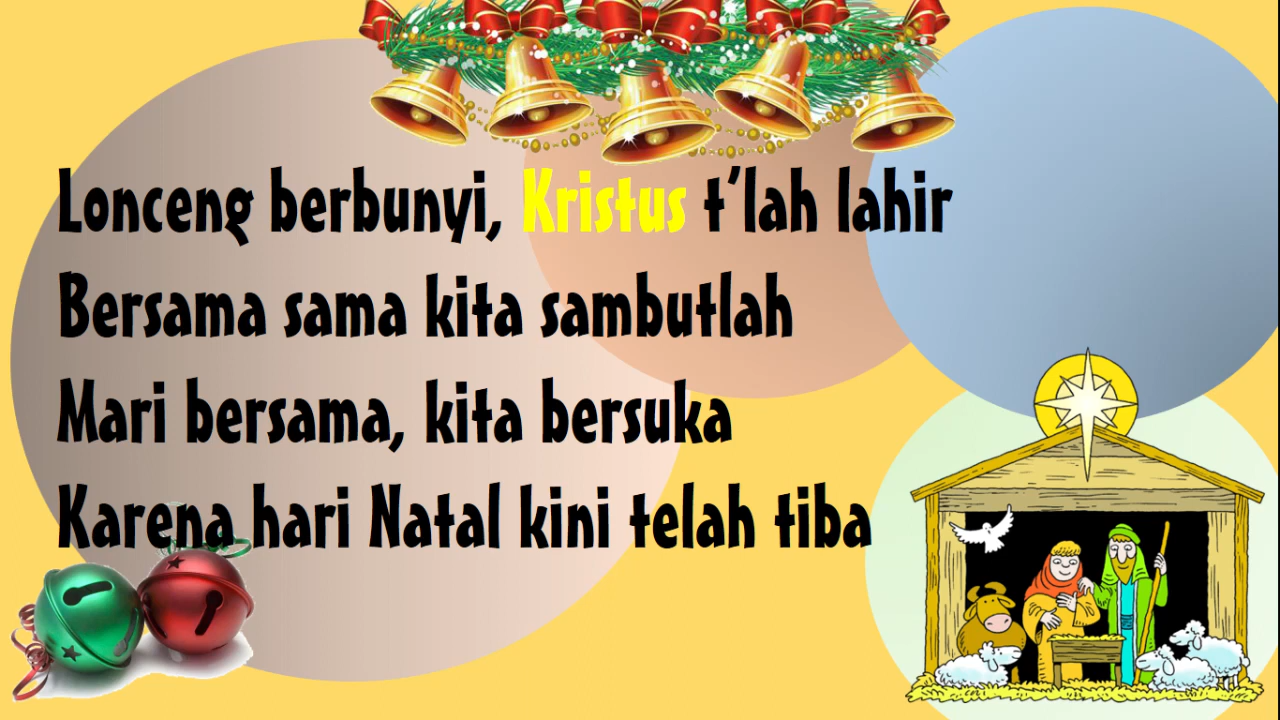 Lonceng berbunyi, Kristus t'lah lahir
Bersama sama kita sambutlah
Mari bersama, kita bersuka
Karena hari Natal kini telah tiba